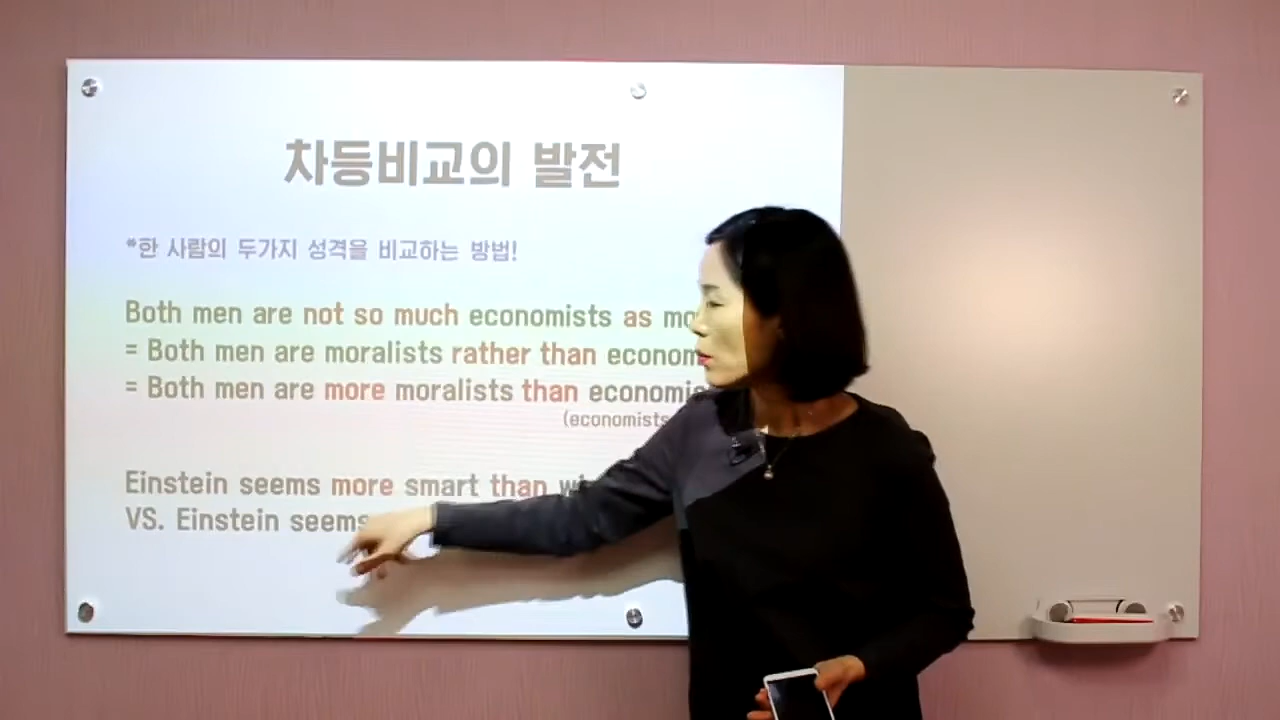 차등비교의 발전
*한 사람의 두가지 성격을 비교하는 방법!
Both men are not so much economists as
= Both men are moralists rather than
= Both men are more moralists than
(economists
Einstein seems more smart than
VS. Einstein seems